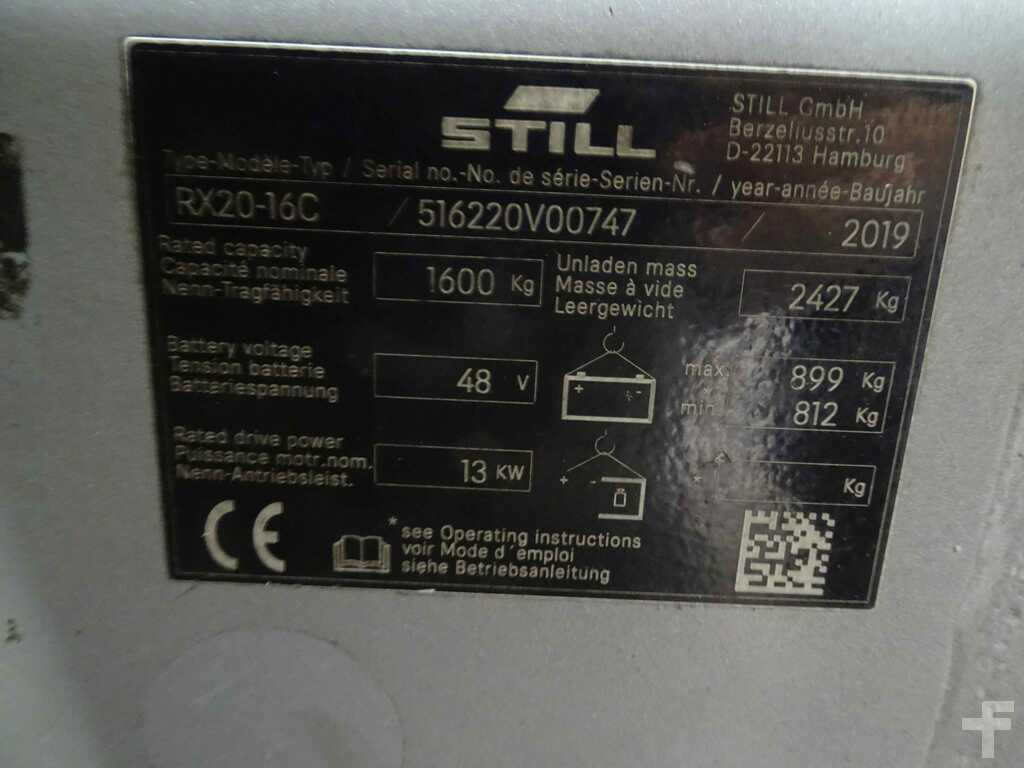 STILL
STILL GmbH
Berzeliusstr.10
D-22113 Hamburg
Type-Modèle-Typ / Serial no.-No. de série-Serien-Nr. / year-année-Baujahr
RX20-16C / 516220V00747 / 2019
Rated capacity
Capacité nominale
Nenn-Tragfähigkeit
1600 Kg
Unladen mass
Masse à vide
Leergewicht
2427 Kg
Battery voltage
Tension batterie
Batteriespannung
48 V
max. 899 Kg
min. 812 Kg
Rated drive power
Puissance motr.nom.
Nenn-Antriebsleist.
13 KW
* Kg
CE
* see Operating instructions
voir Mode d'emploi
siehe Betriebsanleitung